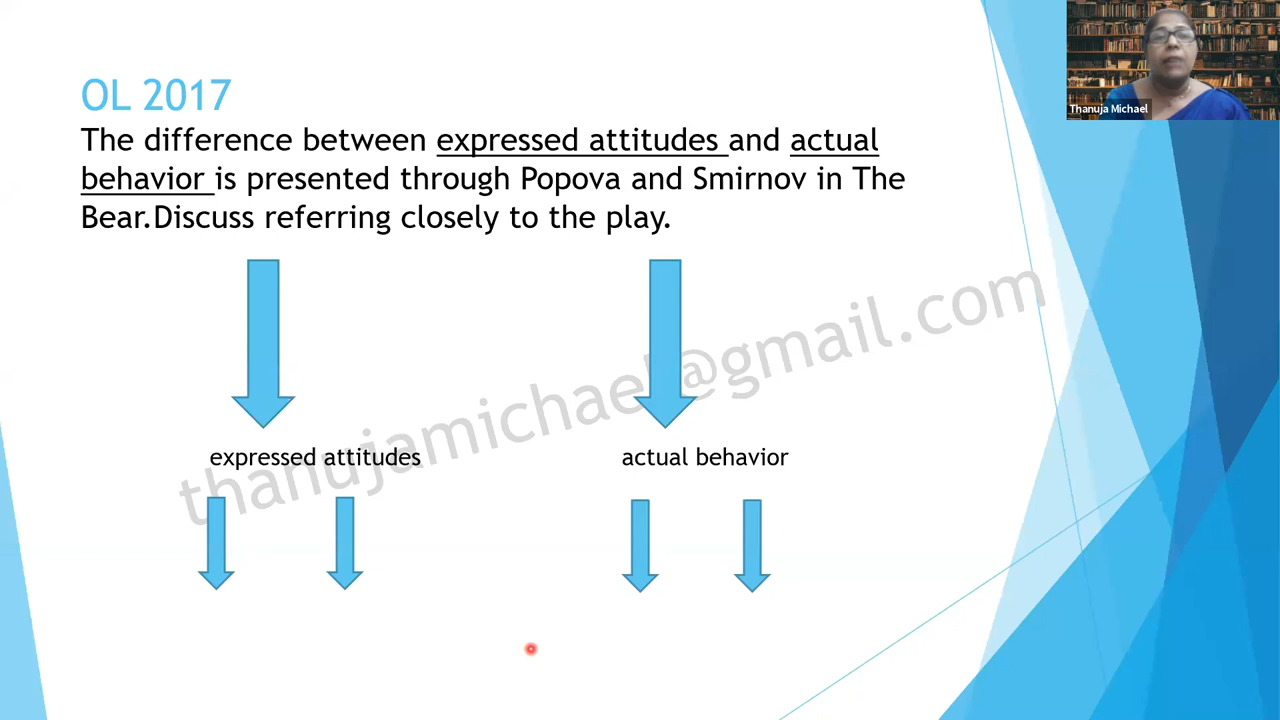 Thanuja Michael
OL 2017
The difference between expressed attitudes and actual
behavior is presented through Popova and Smirnov in The
Bear.Discuss referring closely to the play.
thanujamichael@gmail.com
expressed attitudes
actual behavior